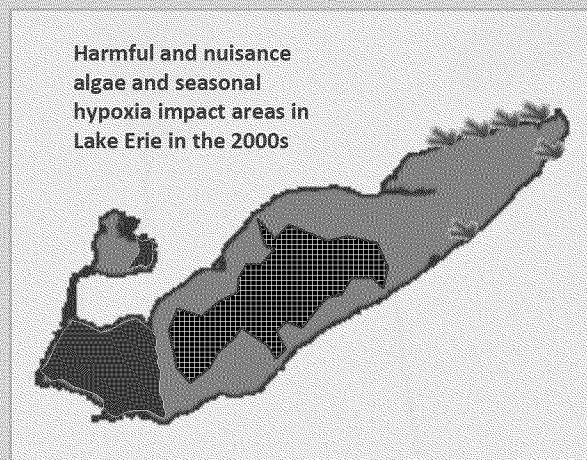 Harmful and nuisance
algae and seasonal
hypoxia impact areas in
Lake Erie in the 2000s